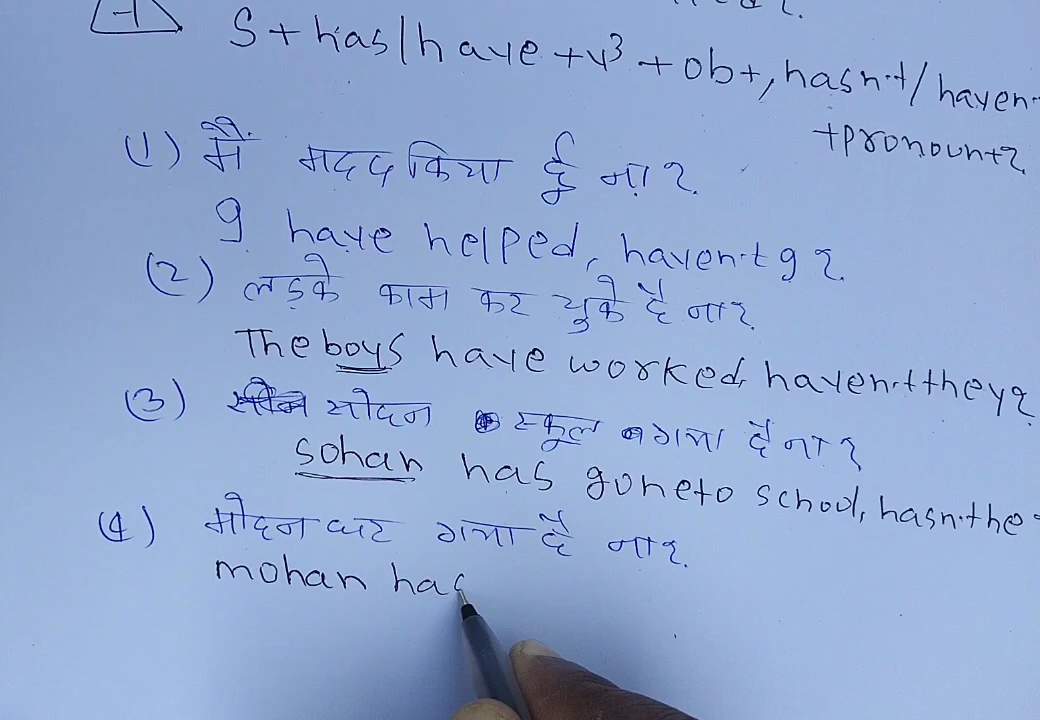 S + has/have + v³ + obt, hasn't/haven
+pronoun+?
(1) मैं मदद किया हूँ ना?
I have helped, haven't I?
(2) लड़के काम कर चुके है ना?
The boys have worked, haven't they?
(3) सोहन स्कूल गया है ना?
sohan has gone to school, hasn't he
(4) मोहन घर गया है ना?
mohan has